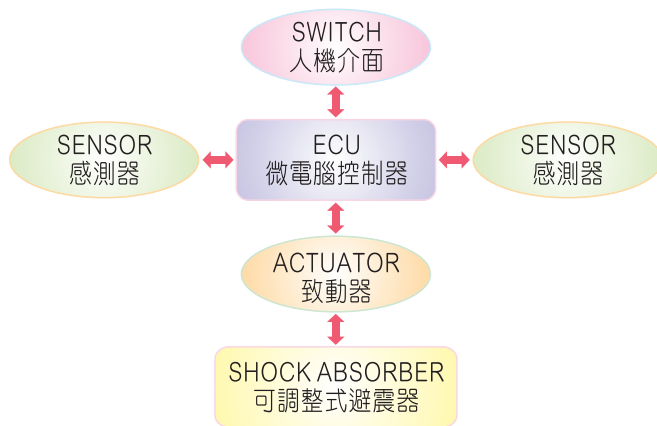 SWITCH
人機介面
SENSOR
感測器
ECU
微電腦控制器
SENSOR
感測器
ACTUATOR
致動器
SHOCK ABSORBER
可調整式避震器